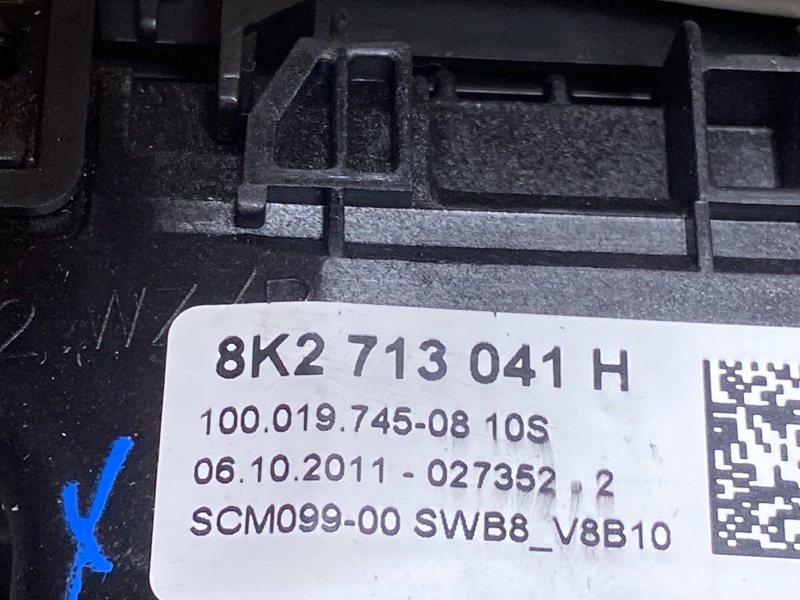 8K2 713 041 H
100.019.745-08 10S
06.10.2011 - 027352 . 2
SCM099-00 SWB8_V8B10